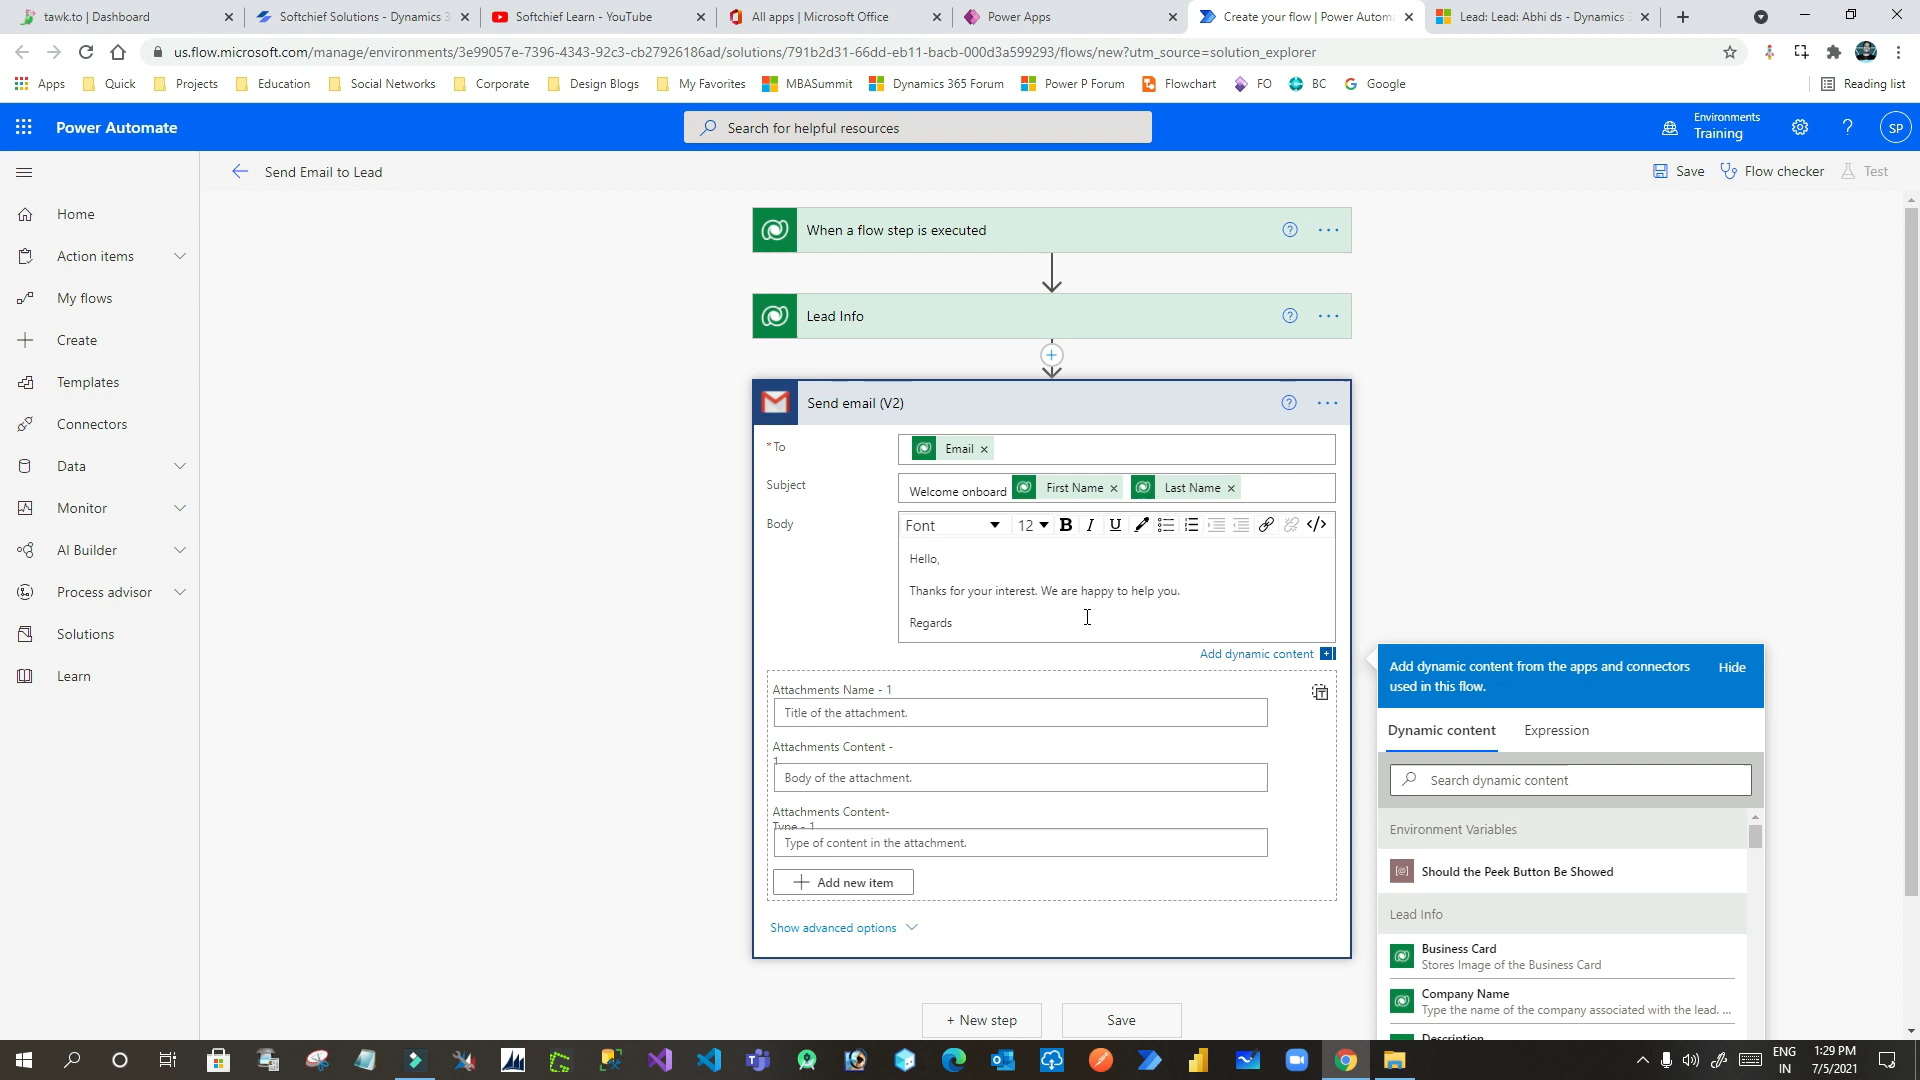 tawk.to | Dashboard
Softchief Solutions - Dynamics 3
Softchief Learn - YouTube
All apps | Microsoft Office
Power Apps
Create your flow | Power Automa
Lead: Lead: Abhi ds - Dynamics 3
us.flow.microsoft.com/manage/environments/3e99057e-7396-4343-92c3-cb27926186ad/solutions/791b2d31-66dd-eb11-bacb-000d3a599293/flows/new?utm_source=solution_explorer
Apps
Quick
Projects
Education
Social Networks
Corporate
Design Blogs
My Favorites
MBASummit
Dynamics 365 Forum
Power P Forum
Flowchart
FO
BC
Google
Reading list
Power Automate
Search for helpful resources
Environments
Training
SP
Send Email to Lead
Save
Flow checker
Test
Home
Action items
My flows
Create
Templates
Connectors
Data
Monitor
AI Builder
Process advisor
Solutions
Learn
When a flow step is executed
Lead Info
Send email (V2)
* To
Email
Subject
Welcome onboard First Name Last Name
Body
Font
12
B I U
Hello,
Thanks for your interest. We are happy to help you.
Regards
Add dynamic content
Attachments Name - 1
Title of the attachment.
Attachments Content -
1
Body of the attachment.
Attachments Content-
Type - 1
Type of content in the attachment.
Add new item
Show advanced options
+ New step
Save
Add dynamic content from the apps and connectors
used in this flow.
Hide
Dynamic content
Expression
Search dynamic content
Environment Variables
Should the Peek Button Be Showed
Lead Info
Business Card
Stores Image of the Business Card
Company Name
Type the name of the company associated with the lead. ...
Description
ENG
IN
1:29 PM
7/5/2021